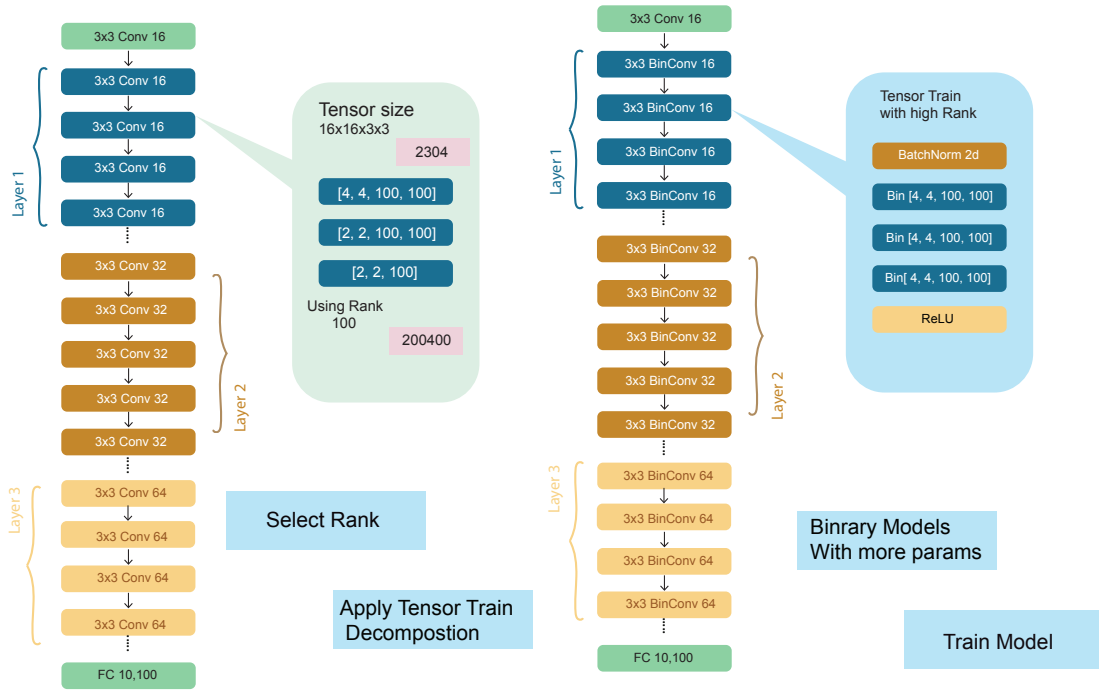 3x3 Conv 16
3x3 Conv 16
3x3 Conv 16
3x3 Conv 16
3x3 Conv 16
Layer 1
3x3 Conv 32
3x3 Conv 32
3x3 Conv 32
3x3 Conv 32
3x3 Conv 32
Layer 2
3x3 Conv 64
3x3 Conv 64
3x3 Conv 64
3x3 Conv 64
Layer 3
FC 10,100
Tensor size
16x16x3x3
2304
[4, 4, 100, 100]
[2, 2, 100, 100]
[2, 2, 100]
Using Rank
100
200400
Select Rank
Apply Tensor Train
Decompostion
3x3 Conv 16
3x3 BinConv 16
3x3 BinConv 16
3x3 BinConv 16
3x3 BinConv 16
Layer 1
3x3 BinConv 32
3x3 BinConv 32
3x3 BinConv 32
3x3 BinConv 32
3x3 BinConv 32
Layer 2
3x3 BinConv 64
3x3 BinConv 64
3x3 BinConv 64
3x3 BinConv 64
Layer 3
FC 10,100
Tensor Train
with high Rank
BatchNorm 2d
Bin [4, 4, 100, 100]
Bin [4, 4, 100, 100]
Bin[ 4, 4, 100, 100]
ReLU
Binrary Models
With more params
Train Model